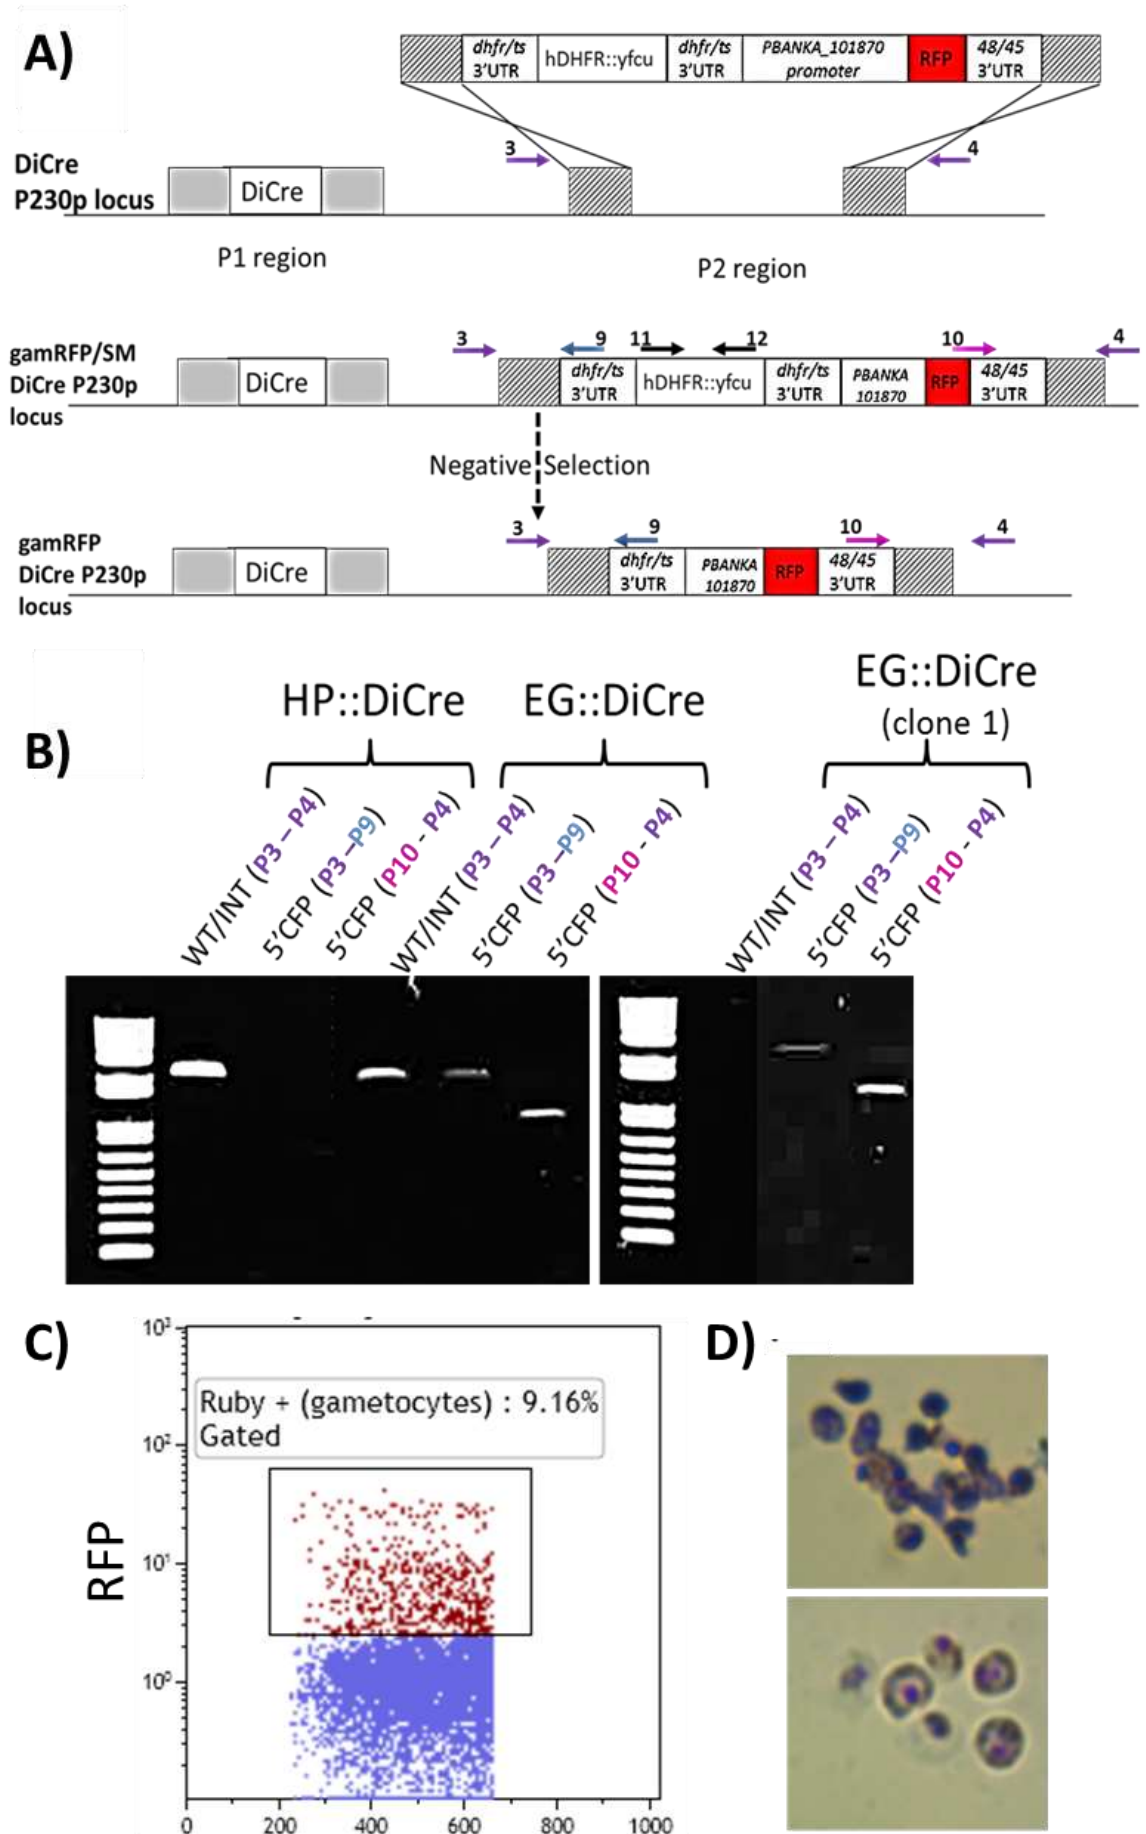 A)
dhfr/ts
3'UTR
hDHFR::yfcu
dhfr/ts
3'UTR
PBANKA_101870
promoter
RFP
48/45
3'UTR
3
4
DiCre
P230p locus
DiCre
P1 region
P2 region
gamRFP/SM
DiCre P230p
locus
DiCre
3
9
11
12
10
4
dhfr/ts
3'UTR
hDHFR::yfcu
dhfr/ts
3'UTR
PBANKA
101870
RFP
48/45
3'UTR
Negative Selection
gamRFP
DiCre P230p
locus
DiCre
3
9
10
4
dhfr/ts
3'UTR
PBANKA
101870
RFP
48/45
3'UTR
B)
HP::DiCre
EG::DiCre
EG::DiCre
(clone 1)
WT/INT (P3 – P4)
5'CFP (P3 –P9)
5'CFP (P10 - P4)
WT/INT (P3 – P4)
5'CFP (P3 –P9)
5'CFP (P10 - P4)
WT/INT (P3 – P4)
5'CFP (P3 –P9)
5'CFP (P10 - P4)
C)
Ruby + (gametocytes) : 9.16%
Gated
RFP
10³
10²
10¹
10⁰
0 200 400 600 800 1000
D)